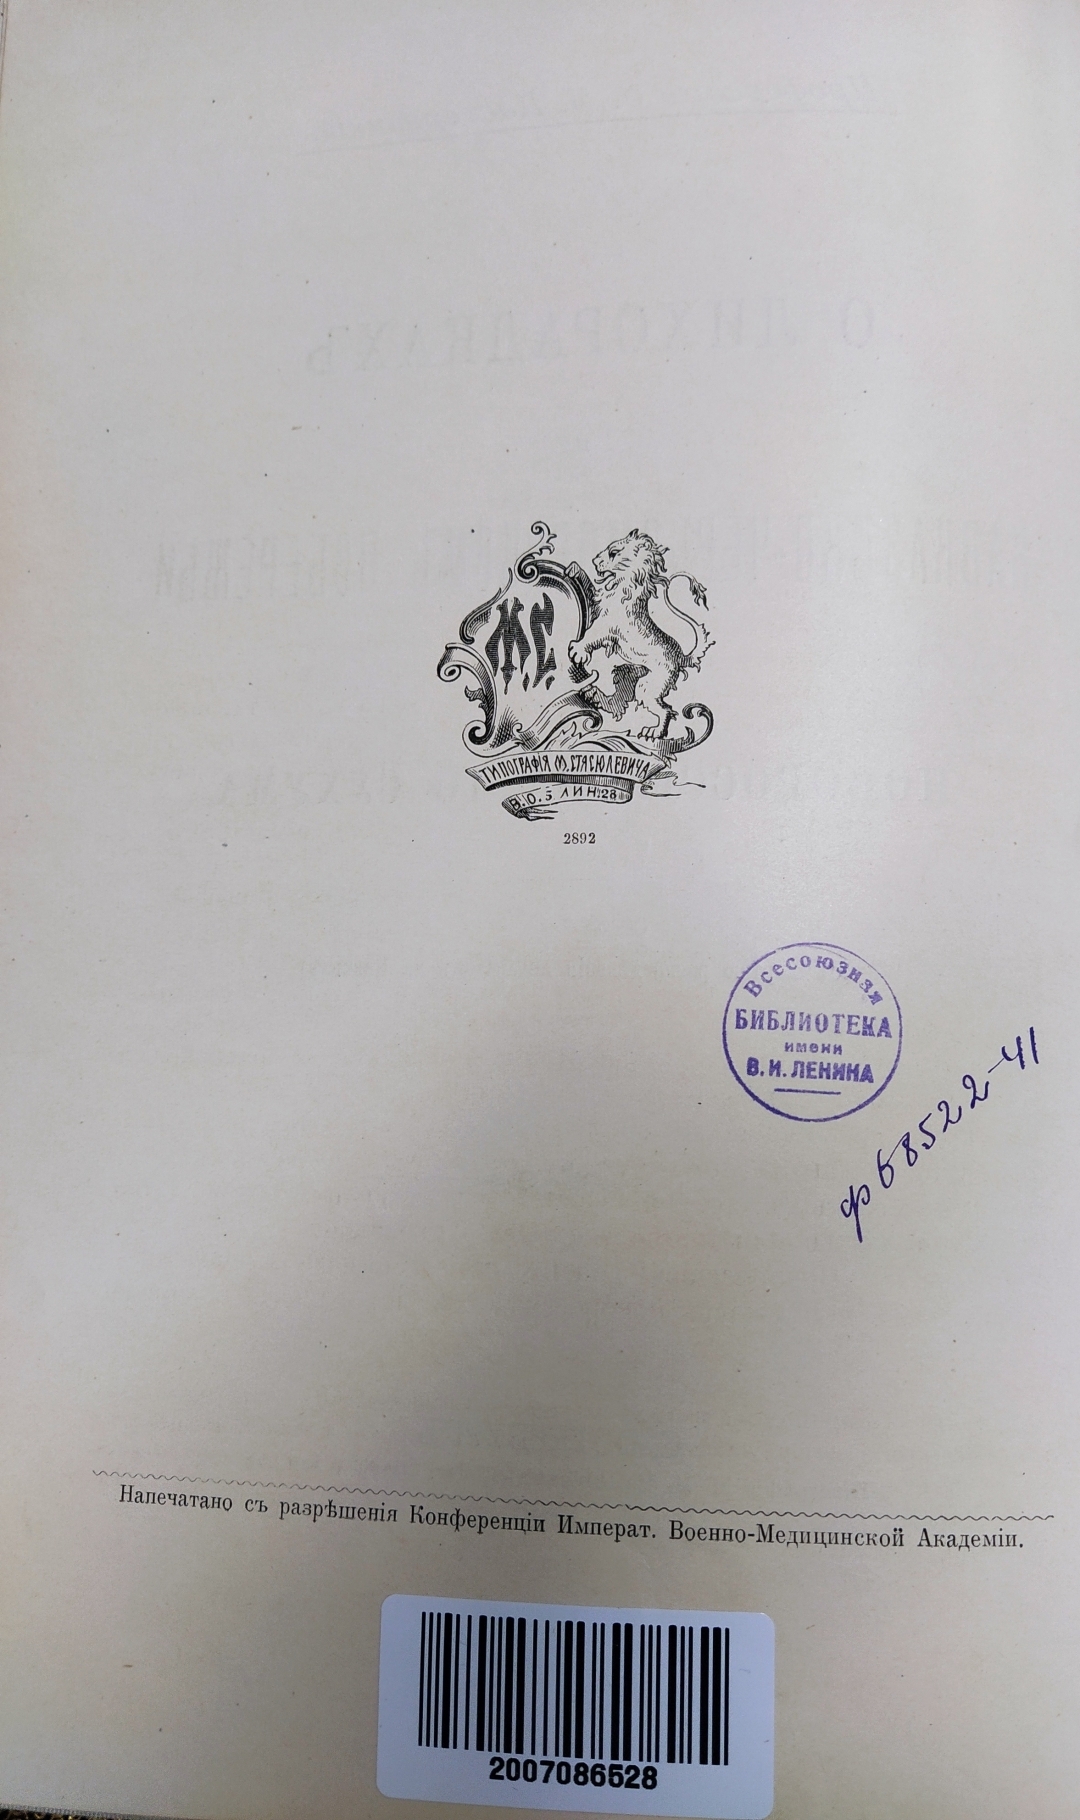 М. С.
ТИПОГРАФІЯ М. СТАСЮЛЕВИЧА
В. О. 5 ЛИН. 28
2892
Всесоюзная
БИБЛИОТЕКА
имени
В. И. ЛЕНИНА
ф 68522-41
Напечатано съ разрѣшенія Конференціи Императ. Военно-Медицинской Академіи.
2007086528